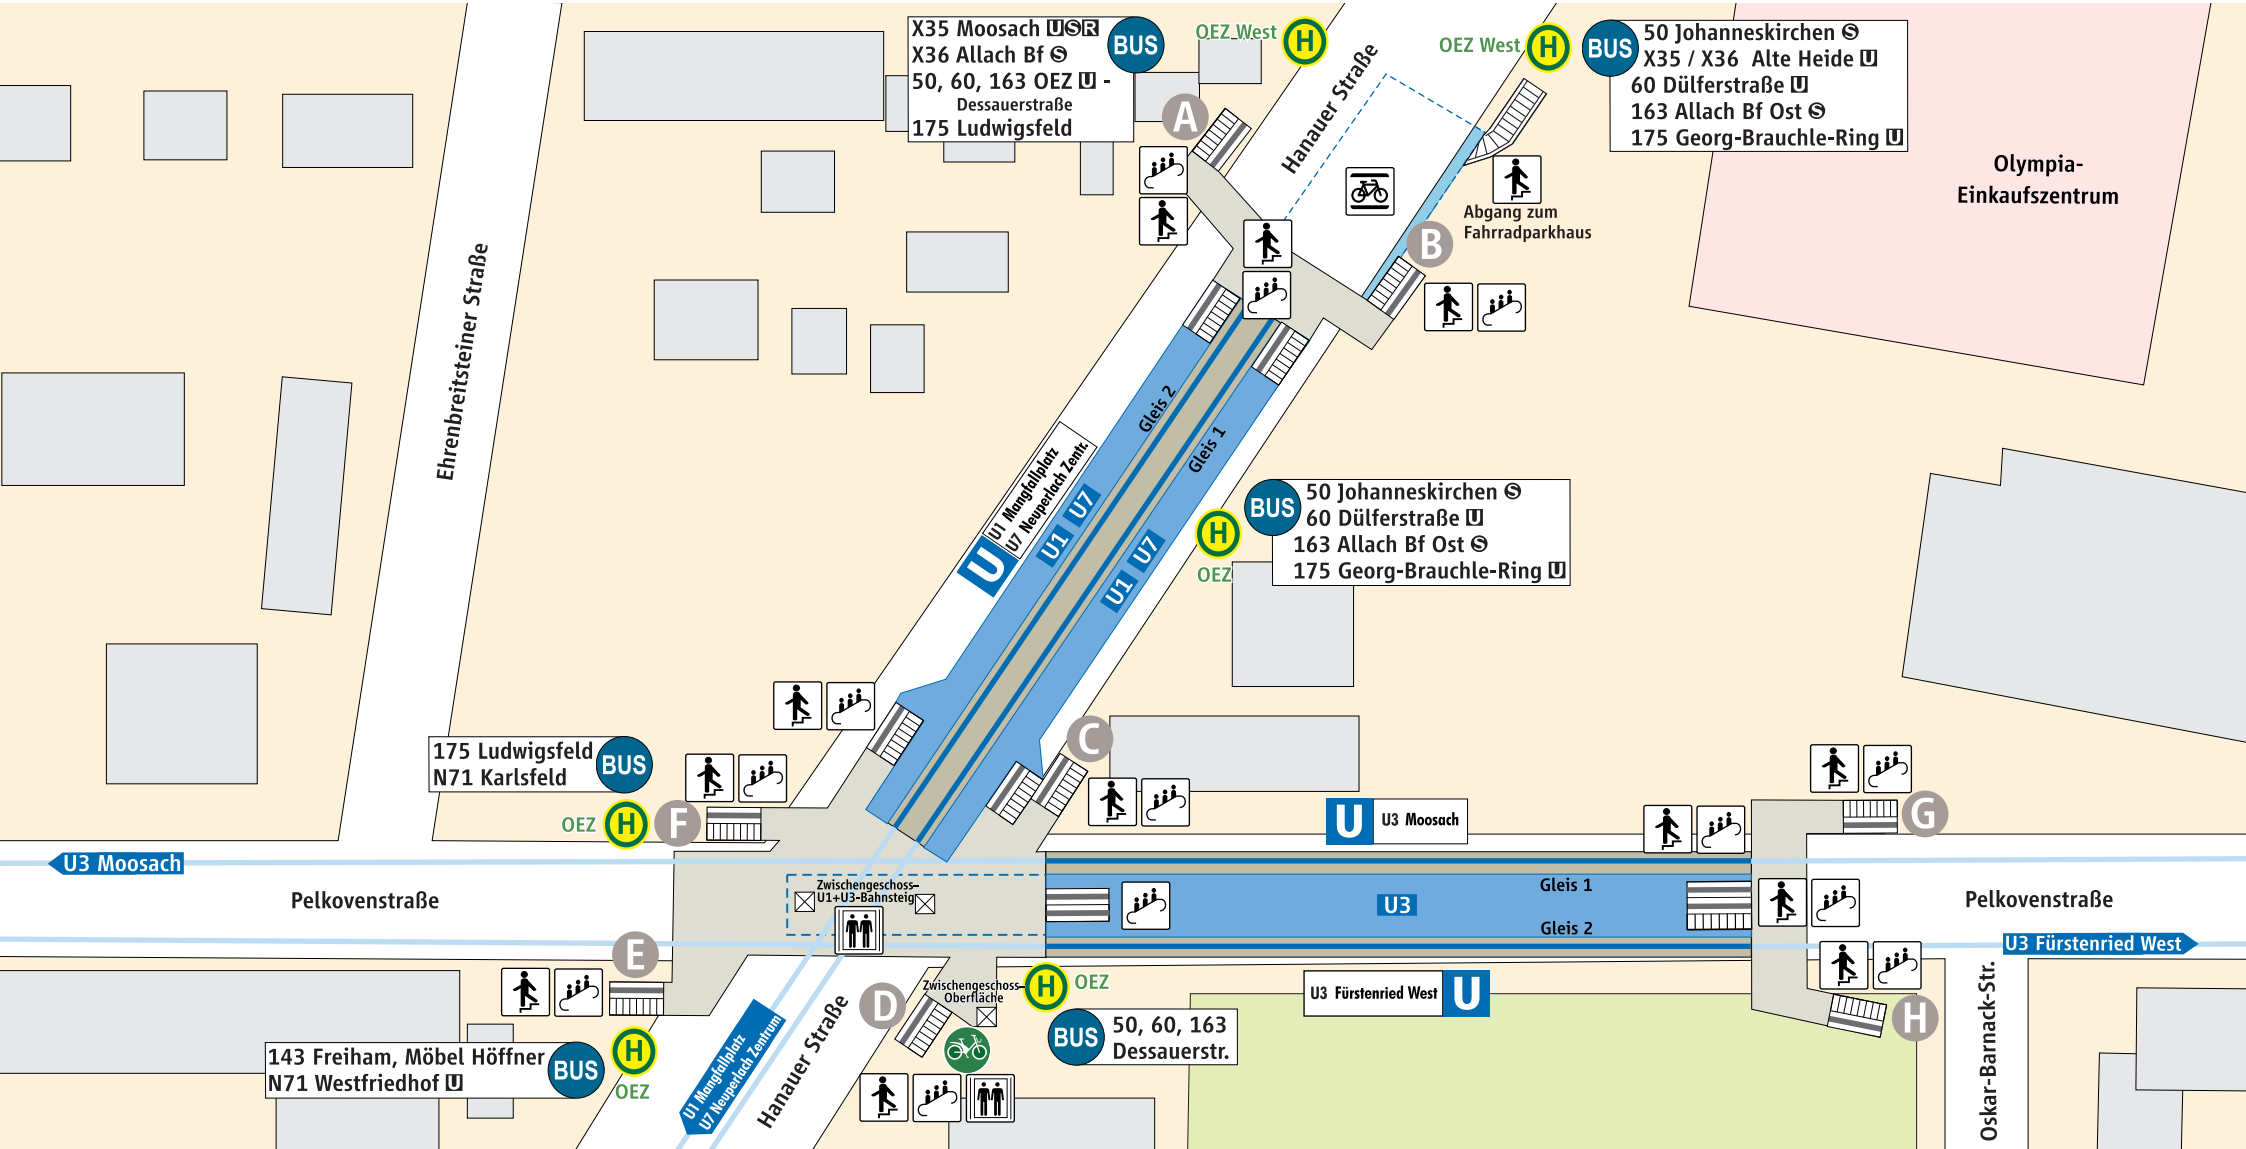 X35 Moosach U S R
X36 Allach Bf S
50, 60, 163 OEZ U -
Dessauerstraße
175 Ludwigsfeld
BUS
OEZ West
H
Hanauer Straße
OEZ West
H
BUS
50 Johanneskirchen S
X35 / X36 Alte Heide U
60 Dülferstraße U
163 Allach Bf Ost S
175 Georg-Brauchle-Ring U
Olympia-
Einkaufszentrum
A
Abgang zum
Fahrradparkhaus
B
Ehrenbreitsteiner Straße
Gleis 2
Gleis 1
U
U1 Mangfallplatz
U7 Neuperlach Zentr.
U1 U7
U1 U7
H
OEZ
BUS
50 Johanneskirchen S
60 Dülferstraße U
163 Allach Bf Ost S
175 Georg-Brauchle-Ring U
C
175 Ludwigsfeld
N71 Karlsfeld
BUS
OEZ
H
F
U
U3 Moosach
G
U3 Moosach
Pelkovenstraße
Zwischengeschoss-
U1+U3-Bahnsteig
Gleis 1
U3
Gleis 2
Pelkovenstraße
U3 Fürstenried West
E
D
Zwischengeschoss-
Oberfläche
H
OEZ
U3 Fürstenried West
U
H
BUS
50, 60, 163
Dessauerstr.
143 Freiham, Möbel Höffner
N71 Westfriedhof U
BUS
H
OEZ
U1 Mangfallplatz
U7 Neuperlach Zentrum
Hanauer Straße
Oskar-Barnack-Str.